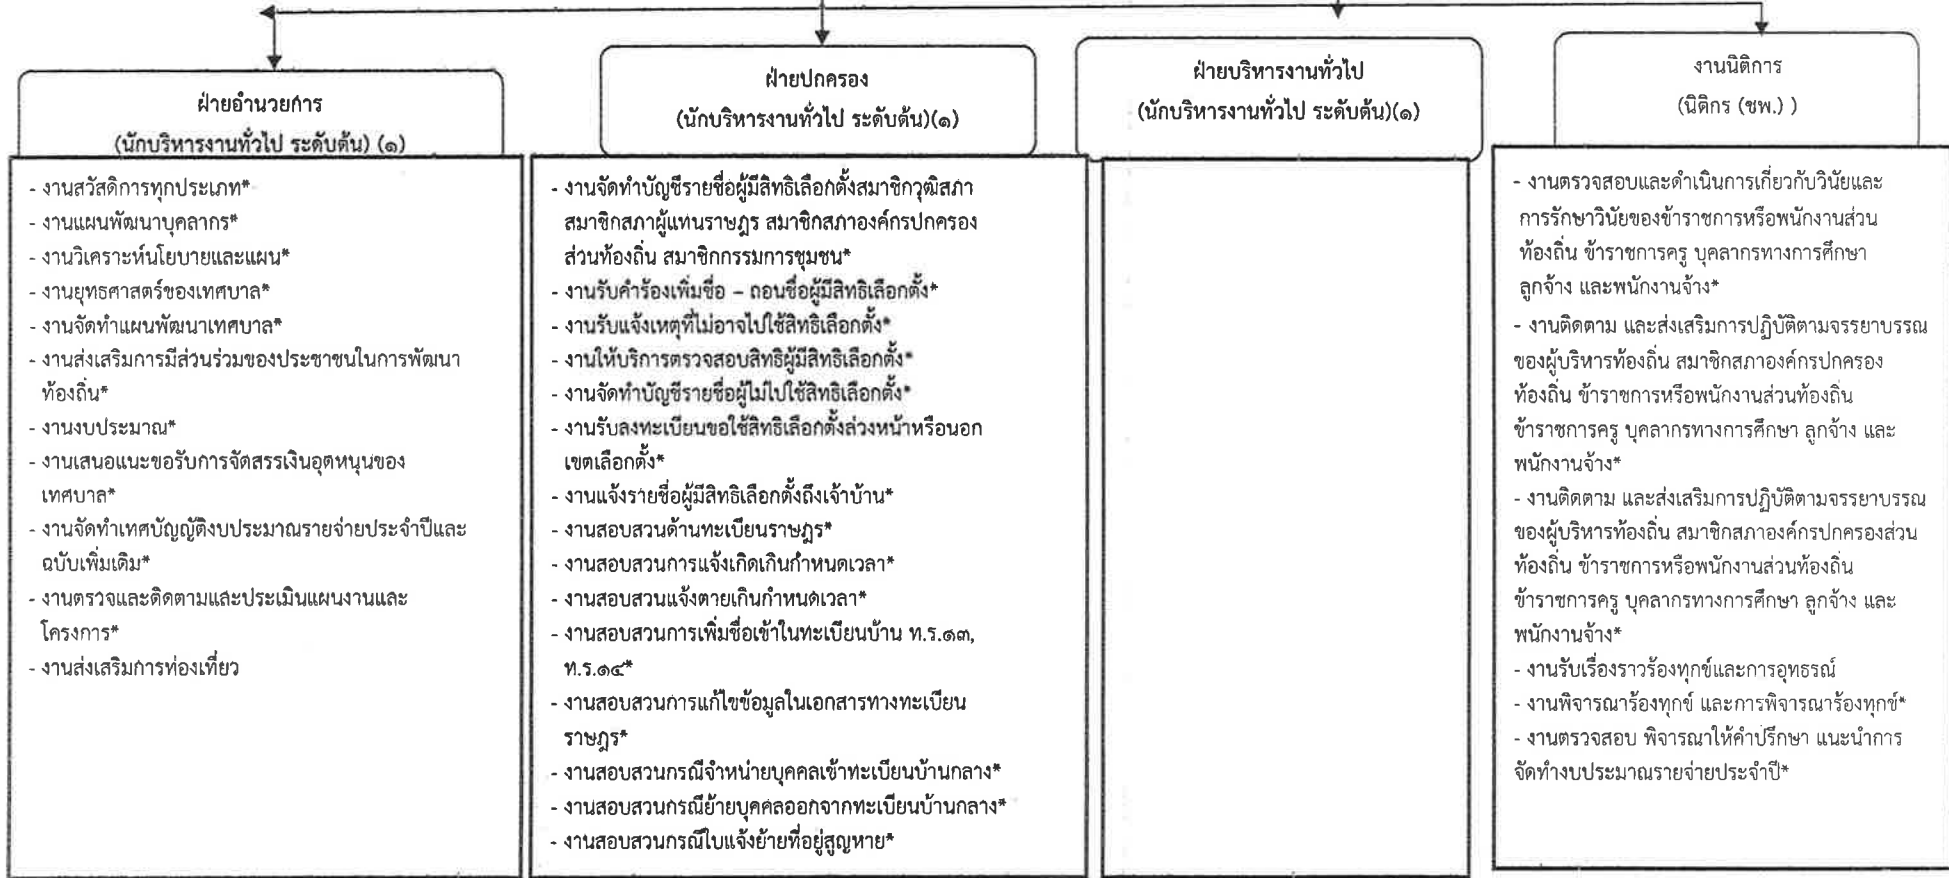 ฝ่ายอำนวยการ
(นักบริหารงานทั่วไป ระดับต้น) (๑)
- งานสวัสดิการทุกประเภท*
- งานแผนพัฒนาบุคลากร*
- งานวิเคราะห์นโยบายและแผน*
- งานยุทธศาสตร์ของเทศบาล*
- งานจัดทำแผนพัฒนาเทศบาล*
- งานส่งเสริมการมีส่วนร่วมของประชาชนในการพัฒนา
ท้องถิ่น*
- งานงบประมาณ*
- งานเสนอแนะขอรับการจัดสรรเงินอุดหนุนของ
เทศบาล*
- งานจัดทำเทศบัญญัติงบประมาณรายจ่ายประจำปีและ
ฉบับเพิ่มเติม*
- งานตรวจและติดตามและประเมินแผนงานและ
โครงการ*
- งานส่งเสริมการท่องเที่ยว
ฝ่ายปกครอง
(นักบริหารงานทั่วไป ระดับต้น)(๑)
- งานจัดทำบัญชีรายชื่อผู้มีสิทธิเลือกตั้งสมาชิกวุฒิสภา
สมาชิกสภาผู้แทนราษฎร สมาชิกสภาองค์กรปกครอง
ส่วนท้องถิ่น สมาชิกกรรมการชุมชน*
- งานรับคำร้องเพิ่มชื่อ – ถอนชื่อผู้มีสิทธิเลือกตั้ง*
- งานรับแจ้งเหตุที่ไม่อาจไปใช้สิทธิเลือกตั้ง*
- งานให้บริการตรวจสอบสิทธิผู้มีสิทธิเลือกตั้ง*
- งานจัดทำบัญชีรายชื่อผู้ไม่ไปใช้สิทธิเลือกตั้ง*
- งานรับลงทะเบียนขอใช้สิทธิเลือกตั้งล่วงหน้าหรือนอก
เขตเลือกตั้ง*
- งานแจ้งรายชื่อผู้มีสิทธิเลือกตั้งถึงเจ้าบ้าน*
- งานสอบสวนด้านทะเบียนราษฎร*
- งานสอบสวนการแจ้งเกิดเกินกำหนดเวลา*
- งานสอบสวนแจ้งตายเกินกำหนดเวลา*
- งานสอบสวนการเพิ่มชื่อเข้าในทะเบียนบ้าน ท.ร.๑๓,
ท.ร.๑๔*
- งานสอบสวนการแก้ไขข้อมูลในเอกสารทางทะเบียน
ราษฎร*
- งานสอบสวนกรณีจำหน่ายบุคคลเข้าทะเบียนบ้านกลาง*
- งานสอบสวนกรณีย้ายบุคคลออกจากทะเบียนบ้านกลาง*
- งานสอบสวนกรณีใบแจ้งย้ายที่อยู่สูญหาย*
ฝ่ายบริหารงานทั่วไป
(นักบริหารงานทั่วไป ระดับต้น)(๑)
งานนิติการ
(นิติกร (ชพ.) )
- งานตรวจสอบและดำเนินการเกี่ยวกับวินัยและ
การรักษาวินัยของข้าราชการหรือพนักงานส่วน
ท้องถิ่น ข้าราชการครู บุคลากรทางการศึกษา
ลูกจ้าง และพนักงานจ้าง*
- งานติดตาม และส่งเสริมการปฏิบัติตามจรรยาบรรณ
ของผู้บริหารท้องถิ่น สมาชิกสภาองค์กรปกครอง
ท้องถิ่น ข้าราชการหรือพนักงานส่วนท้องถิ่น
ข้าราชการครู บุคลากรทางการศึกษา ลูกจ้าง และ
พนักงานจ้าง*
- งานติดตาม และส่งเสริมการปฏิบัติตามจรรยาบรรณ
ของผู้บริหารท้องถิ่น สมาชิกสภาองค์กรปกครองส่วน
ท้องถิ่น ข้าราชการหรือพนักงานส่วนท้องถิ่น
ข้าราชการครู บุคลากรทางการศึกษา ลูกจ้าง และ
พนักงานจ้าง*
- งานรับเรื่องราวร้องทุกข์และการอุทธรณ์
- งานพิจารณาร้องทุกข์ และการพิจารณาร้องทุกข์*
- งานตรวจสอบ พิจารณาให้คำปรึกษา แนะนำการ
จัดทำงบประมาณรายจ่ายประจำปี*